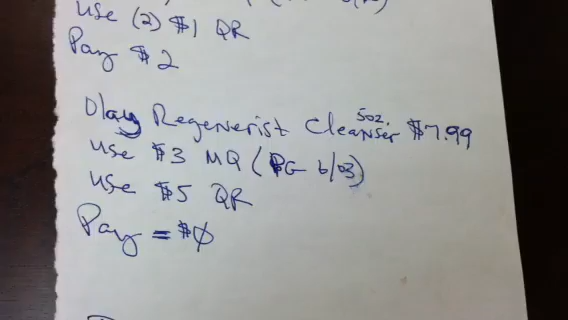 Use (2) $1 QR
Pay $2
Olay Regenerist Cleanser 5oz. $7.99
Use $3 MQ (PG 6/03)
Use $5 QR
Pay = $0